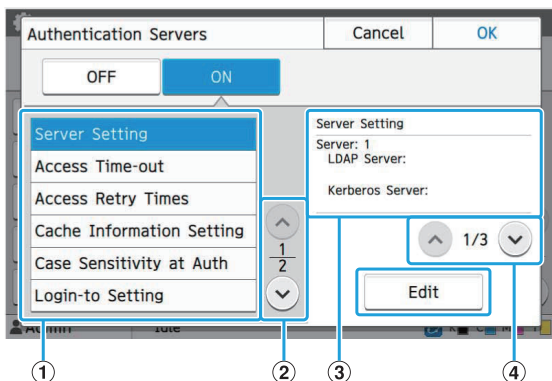 Authentication Servers
Cancel
OK
OFF
ON
Server Setting
Access Time-out
Access Retry Times
Cache Information Setting
Case Sensitivity at Auth
Login-to Setting
1
2
Server Setting
Server: 1
LDAP Server:
Kerberos Server:
1/3
Edit
Admin
Idle
K
C
M
1
2
3
4